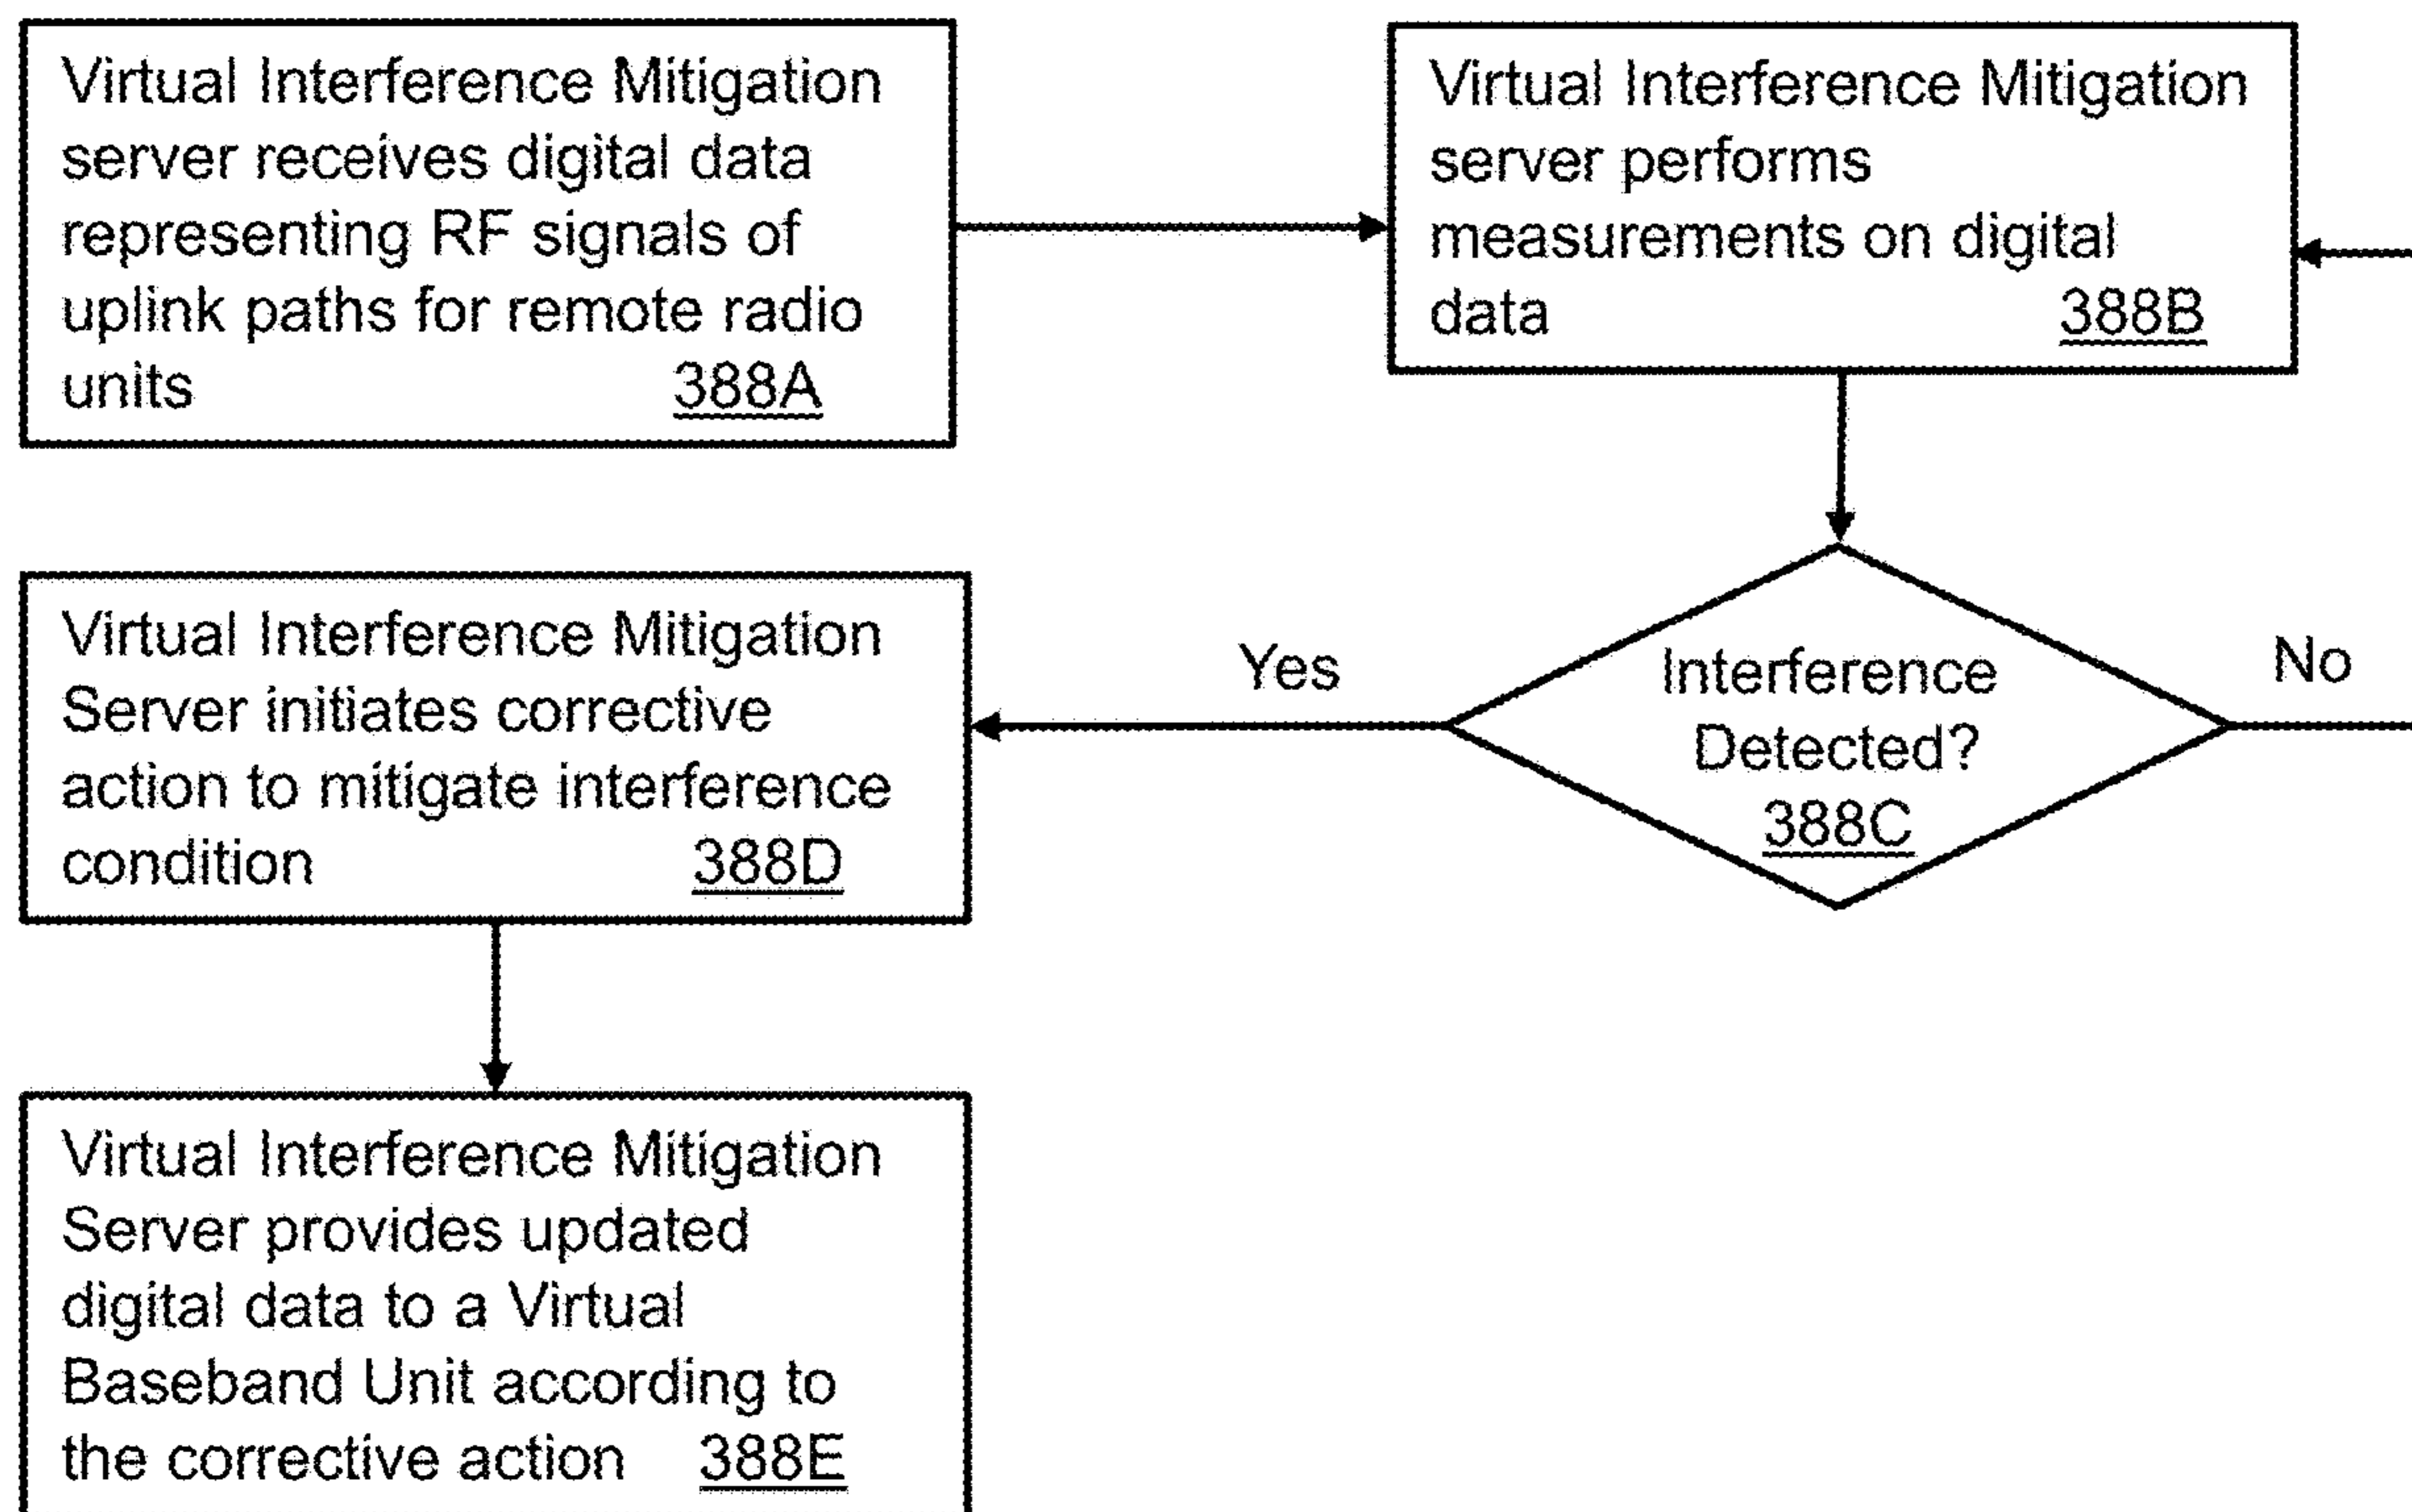 Virtual Interference Mitigation
server receives digital data
representing RF signals of
uplink paths for remote radio
units 388A
Virtual Interference Mitigation
server performs
measurements on digital
data 388B
Interference
Detected?
388C
Yes
No
Virtual Interference Mitigation
Server initiates corrective
action to mitigate interference
condition 388D
Virtual Interference Mitigation
Server provides updated
digital data to a Virtual
Baseband Unit according to
the corrective action 388E